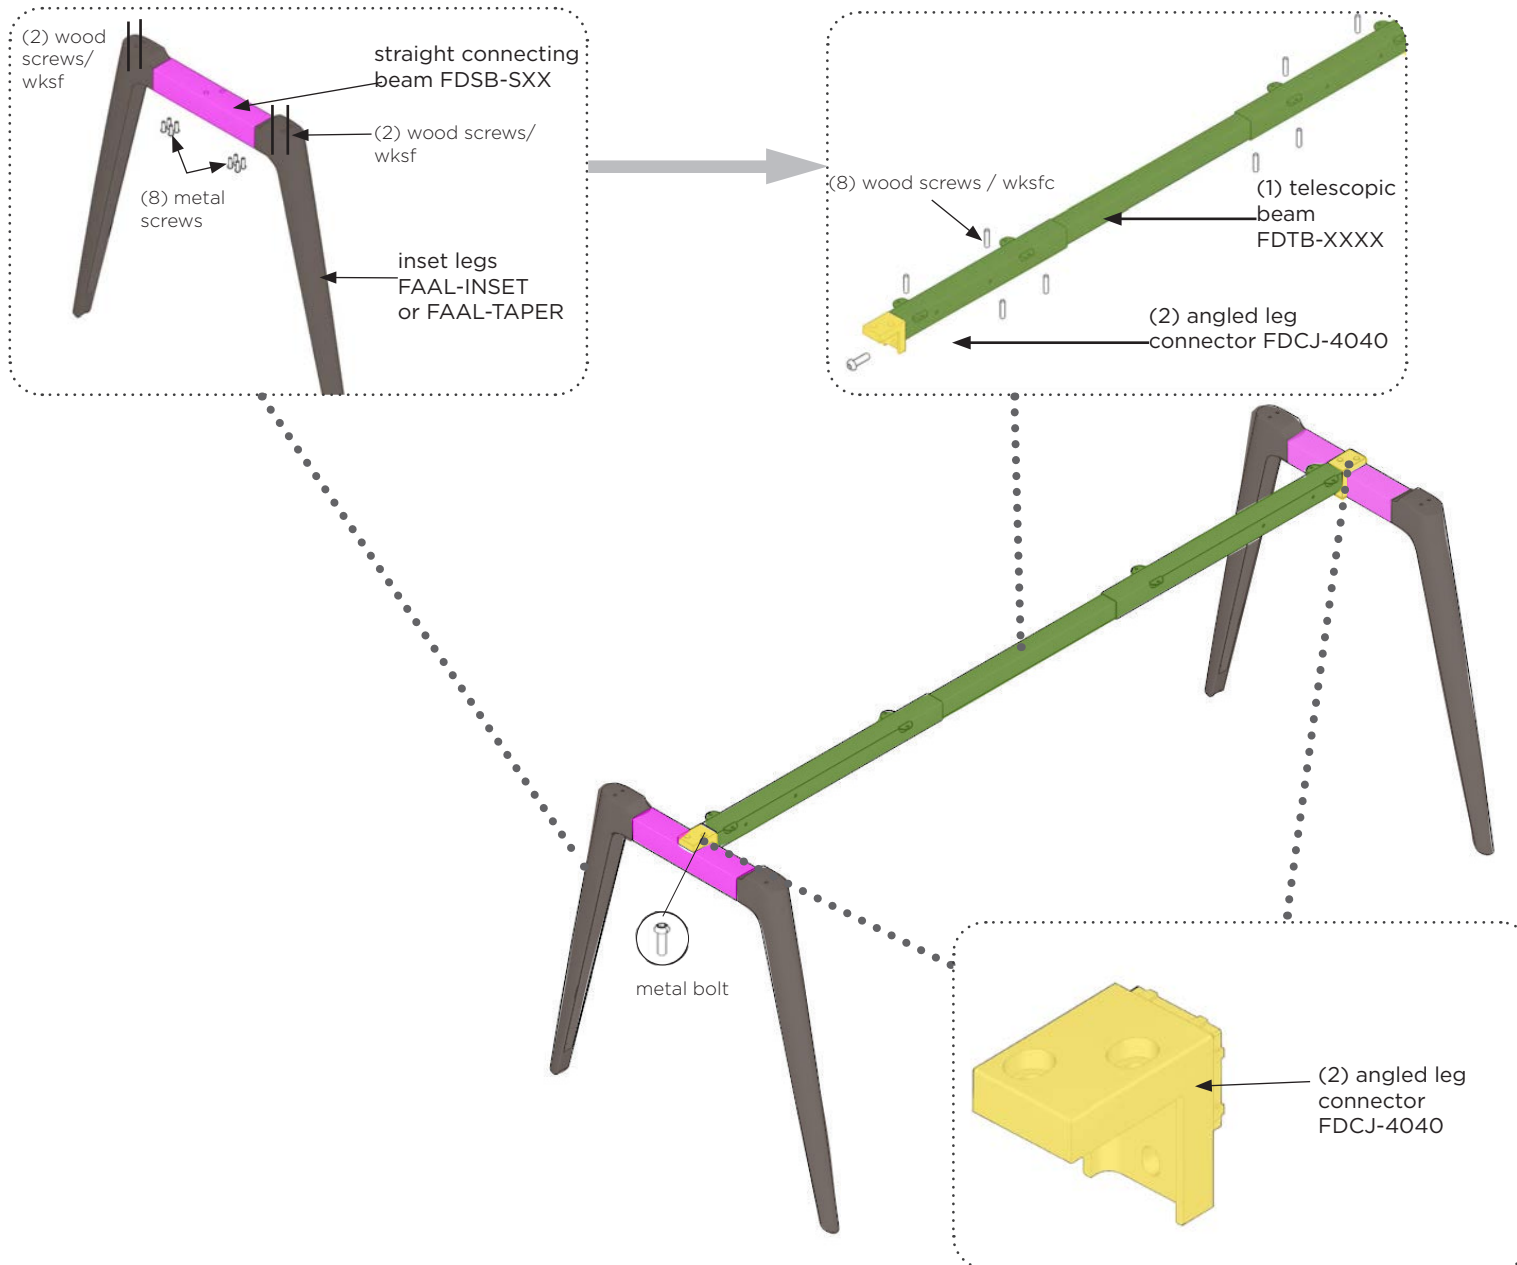 (2) wood
screws/
wksf
straight connecting
beam FDSB-SXX
(2) wood screws/
wksf
(8) metal
screws
inset legs
FAAL-INSET
or FAAL-TAPER
(8) wood screws / wksfc
(1) telescopic
beam
FDTB-XXXX
(2) angled leg
connector FDCJ-4040
metal bolt
(2) angled leg
connector
FDCJ-4040